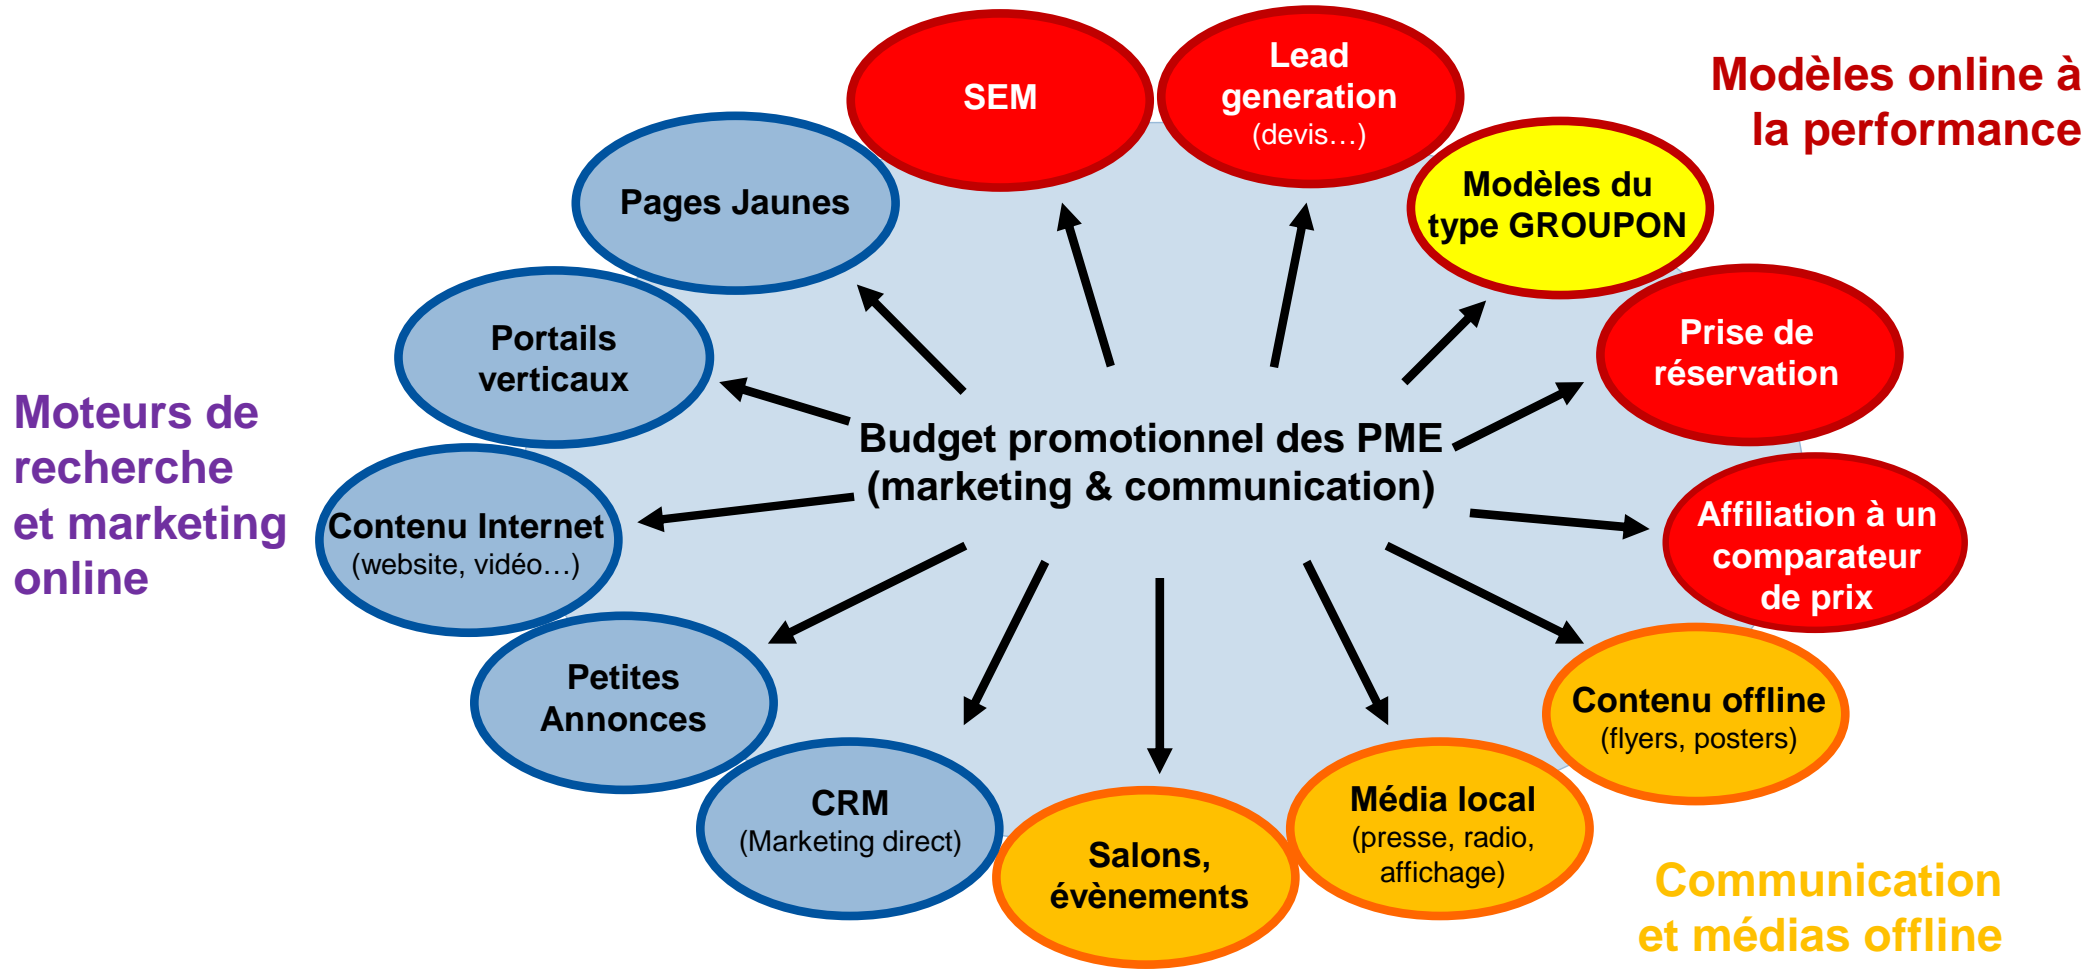 SEM
Lead
generation
(devis…)
Modèles online à
la performance
Pages Jaunes
Modèles du
type GROUPON
Portails
verticaux
Prise de
réservation
Moteurs de
recherche
et marketing
online
Budget promotionnel des PME
(marketing & communication)
Contenu Internet
(website, vidéo…)
Affiliation à un
comparateur
de prix
Petites
Annonces
Contenu offline
(flyers, posters)
CRM
(Marketing direct)
Salons,
évènements
Média local
(presse, radio,
affichage)
Communication
et médias offline